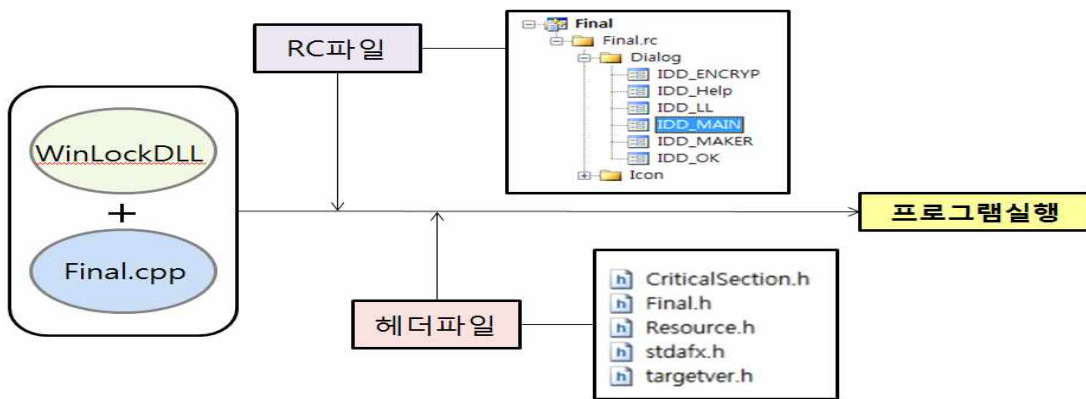 RC파일
Final
Final.rc
Dialog
IDD_ENCRYP
IDD_Help
IDD_LL
IDD_MAIN
IDD_MAKER
IDD_OK
Icon
WinLockDLL
+
Final.cpp
프로그램실행
헤더파일
CriticalSection.h
Final.h
Resource.h
stdafx.h
targetver.h